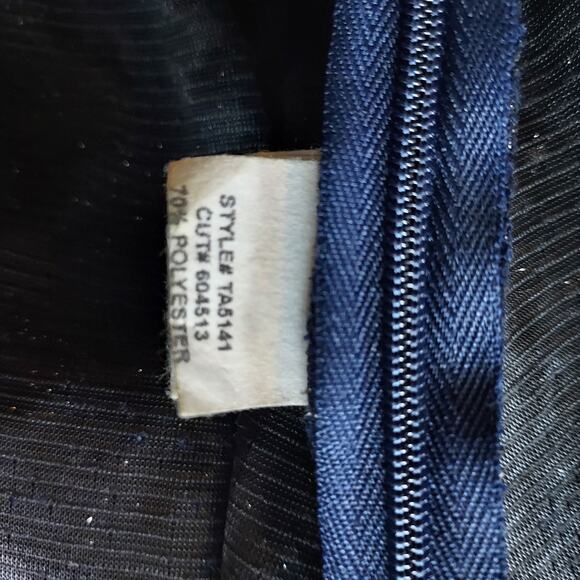 STYLE# TA5141
CUT# 604513
70% POLYESTER